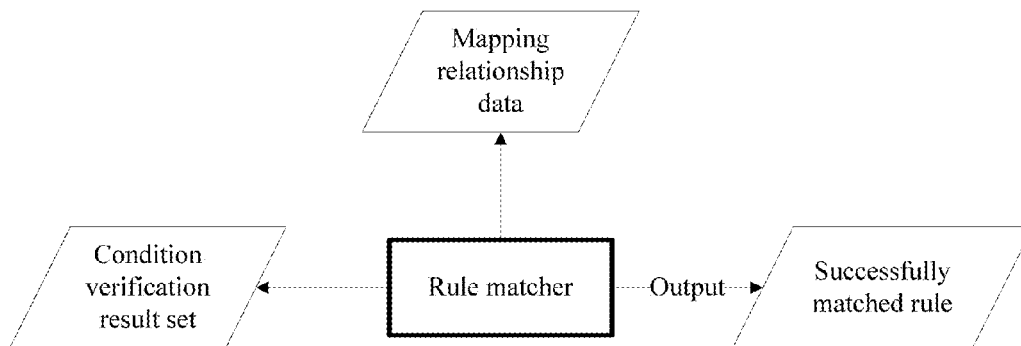 Mapping
relationship
data
Condition
verification
result set
Rule matcher
Output
Successfully
matched rule